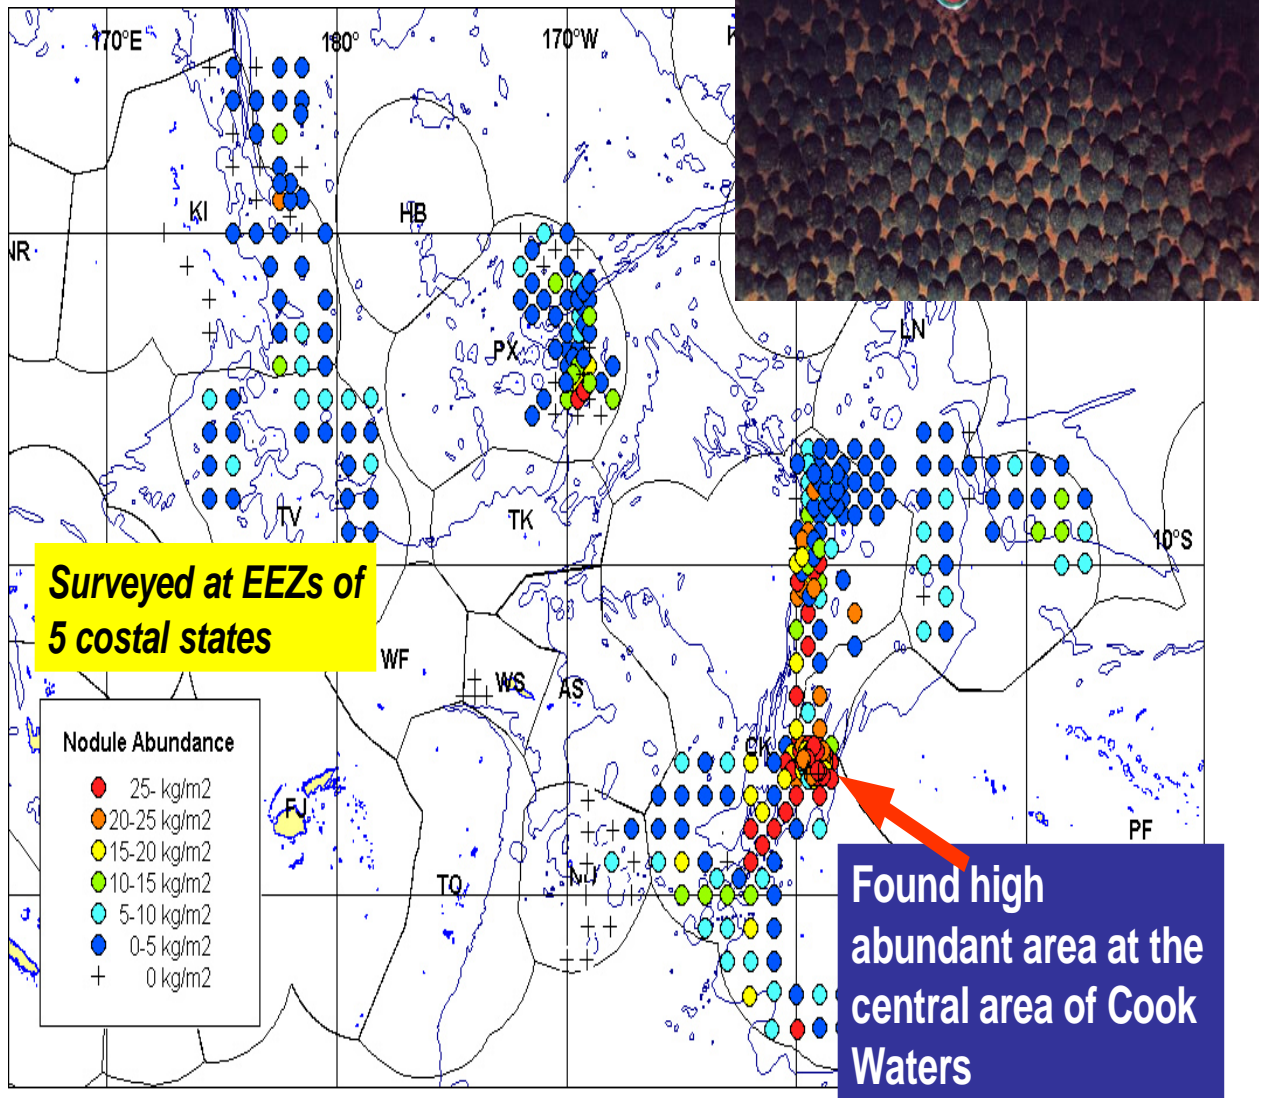 170°E
180°
170°W
K
KI
HB
NR
PX
LN
TV
TK
10°S
Surveyed at EEZs of
5 costal states
WF
WS
AS
CK
Nodule Abundance
25- kg/m2
20-25 kg/m2
15-20 kg/m2
10-15 kg/m2
5-10 kg/m2
0-5 kg/m2
0 kg/m2
FJ
PF
TO
NU
Found high
abundant area at the
central area of Cook
Waters